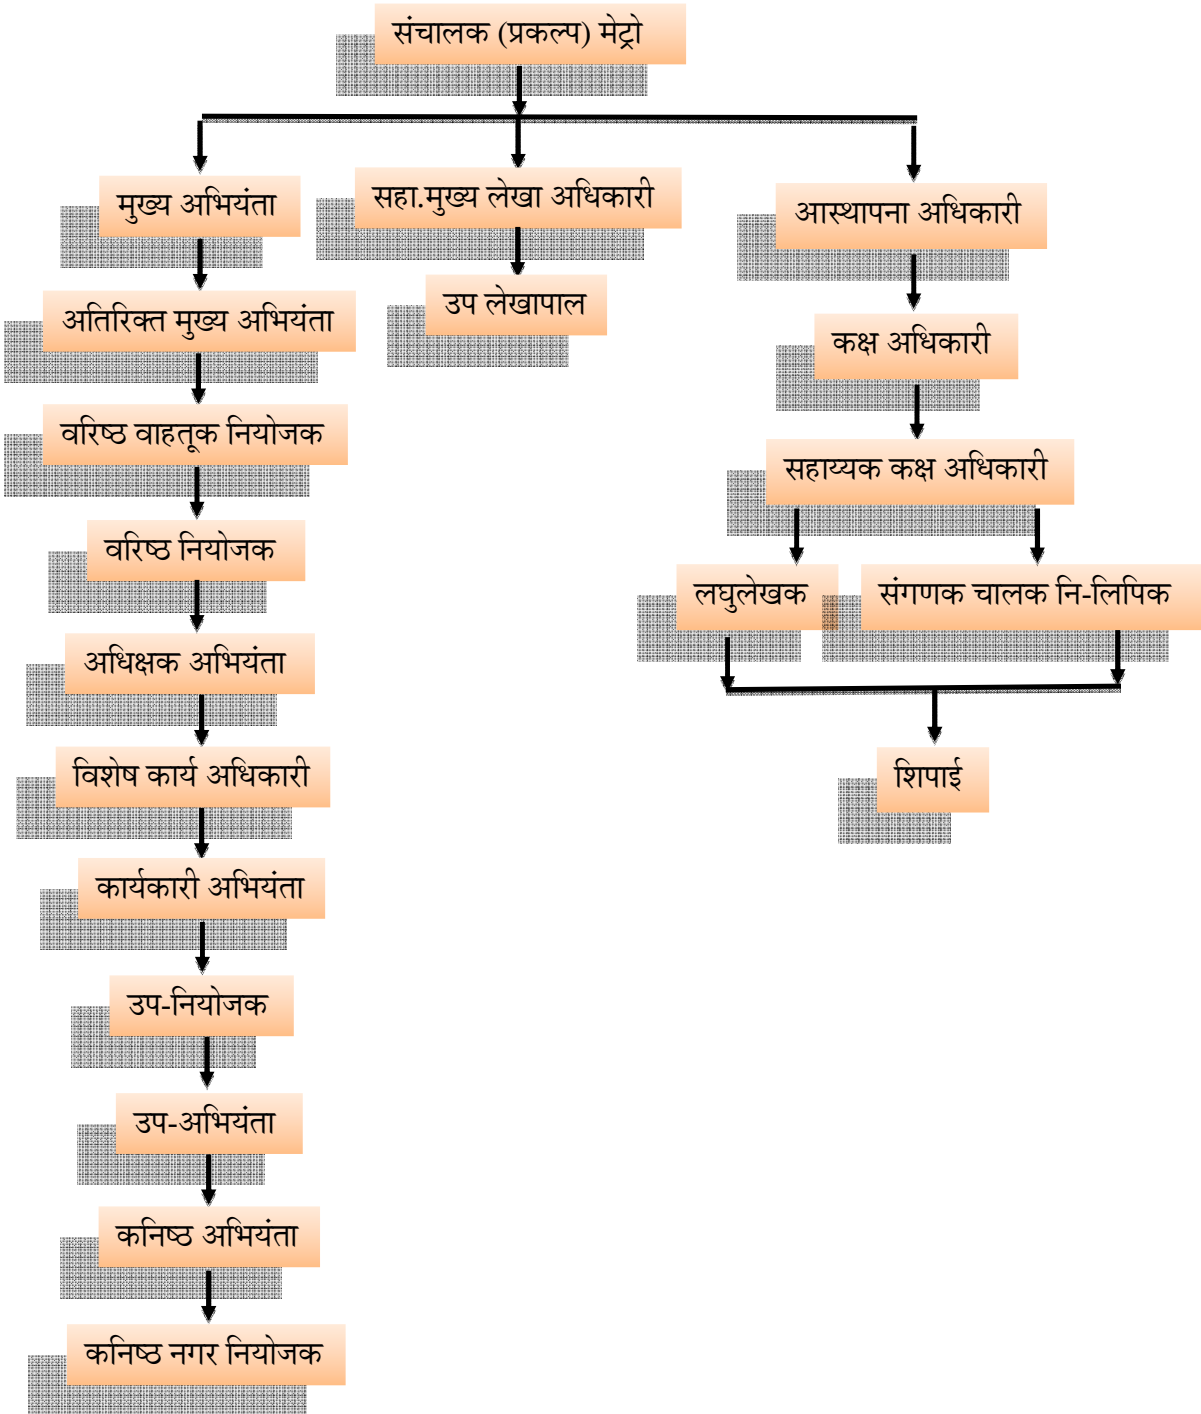 संचालक (प्रकल्प) मेट्रो
मुख्य अभियंता
अतिरिक्त मुख्य अभियंता
वरिष्ठ वाहतूक नियोजक
वरिष्ठ नियोजक
अधिक्षक अभियंता
विशेष कार्य अधिकारी
कार्यकारी अभियंता
उप-नियोजक
उप-अभियंता
कनिष्ठ अभियंता
कनिष्ठ नगर नियोजक
सहा.मुख्य लेखा अधिकारी
उप लेखापाल
आस्थापना अधिकारी
कक्ष अधिकारी
सहाय्यक कक्ष अधिकारी
लघुलेखक
संगणक चालक नि-लिपिक
शिपाई